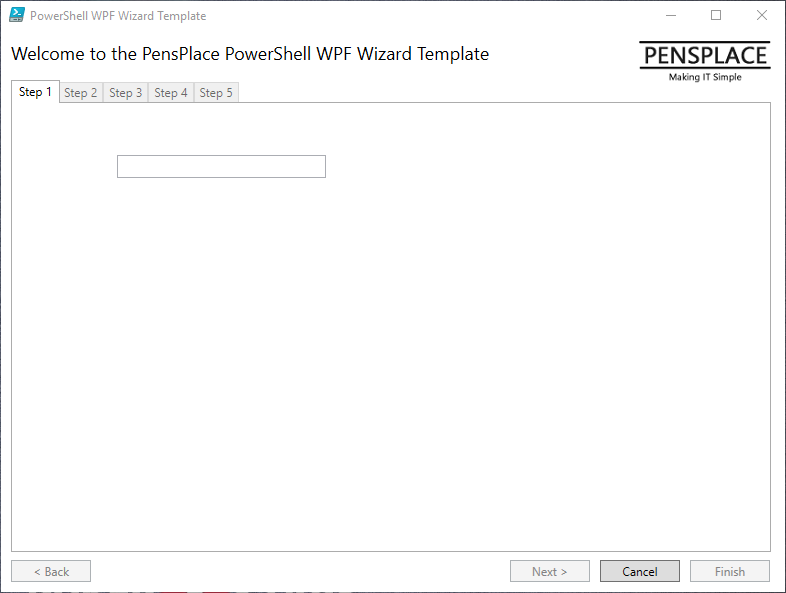 PowerShell WPF Wizard Template
Welcome to the PensPlace PowerShell WPF Wizard Template
PENSPLACE
Making IT Simple
Step 1 Step 2 Step 3 Step 4 Step 5
< Back Next > Cancel Finish